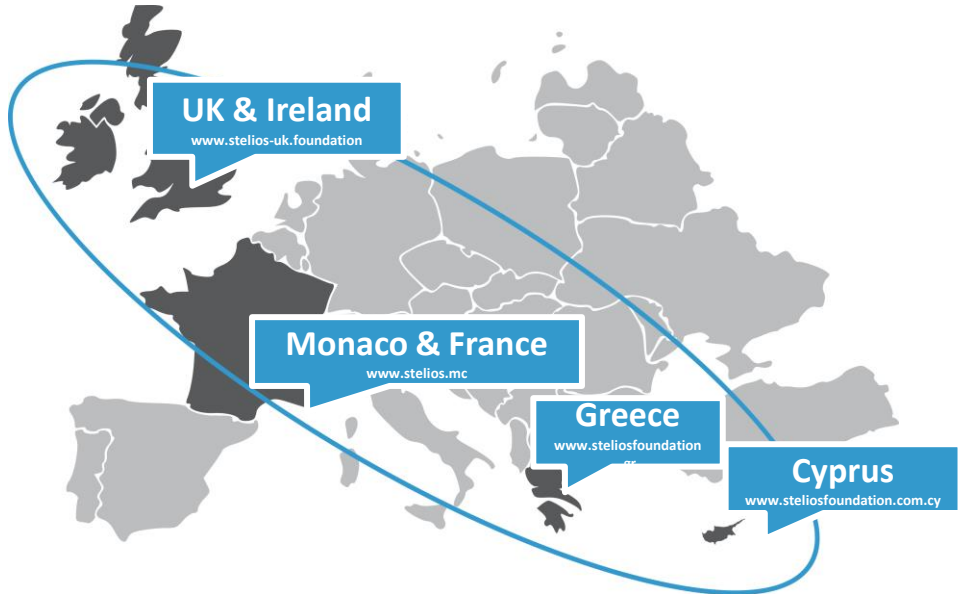 UK & Ireland
www.stelios-uk.foundation
Monaco & France
www.stelios.mc
Greece
www.steliosfoundation
Cyprus
www.steliosfoundation.com.cy